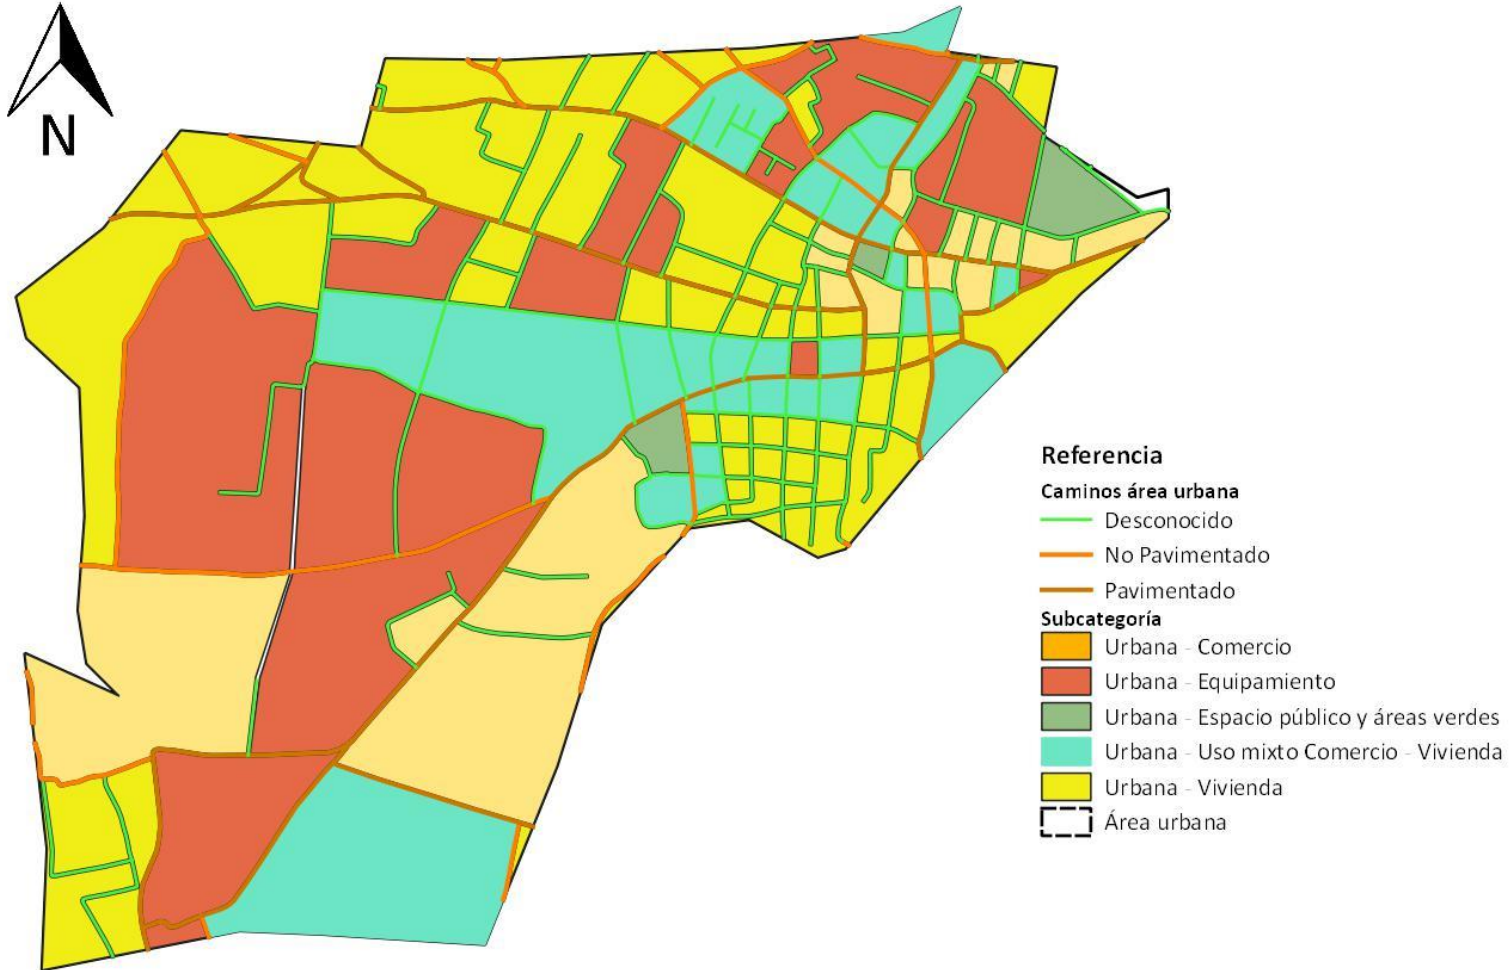 N
Referencia
Caminos área urbana
Desconocido
No Pavimentado
Pavimentado
Subcategoría
Urbana - Comercio
Urbana - Equipamiento
Urbana - Espacio público y áreas verdes
Urbana - Uso mixto Comercio - Vivienda
Urbana - Vivienda
Área urbana